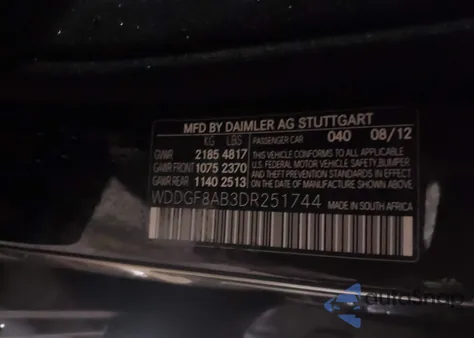 MFD BY DAIMLER AG STUTTGART
KG LBS
PASSENGER CAR 040 08/12
GVWR 2185 4817
GAWR FRONT 1075 2370
GAWR REAR 1140 2513
THIS VEHICLE CONFORMS TO ALL APPLICABLE
U.S. FEDERAL MOTOR VEHICLE SAFETY, BUMPER
AND THEFT PREVENTION STANDARDS IN EFFECT
ON THE DATE OF MANUFACTURE SHOWN ABOVE
WDDGF8AB3DR251744
MADE IN SOUTH AFRICA
autosnap